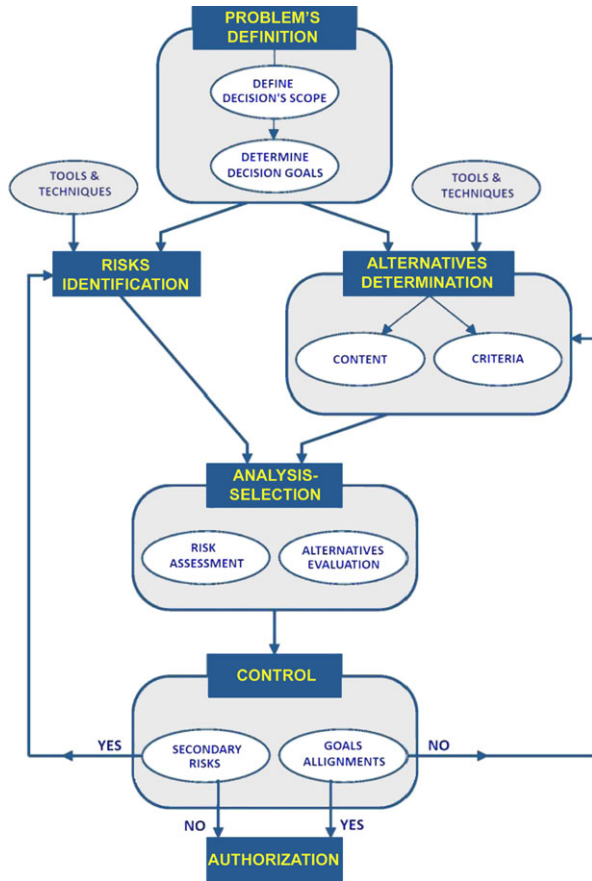 PROBLEM'S
DEFINITION
DEFINE
DECISION'S SCOPE
DETERMINE
DECISION GOALS
TOOLS &
TECHNIQUES
TOOLS &
TECHNIQUES
RISKS
IDENTIFICATION
ALTERNATIVES
DETERMINATION
CONTENT
CRITERIA
ANALYSIS-
SELECTION
RISK
ASSESSMENT
ALTERNATIVES
EVALUATION
CONTROL
YES
SECONDARY
RISKS
GOALS
ALLIGNMENTS
NO
NO
YES
AUTHORIZATION